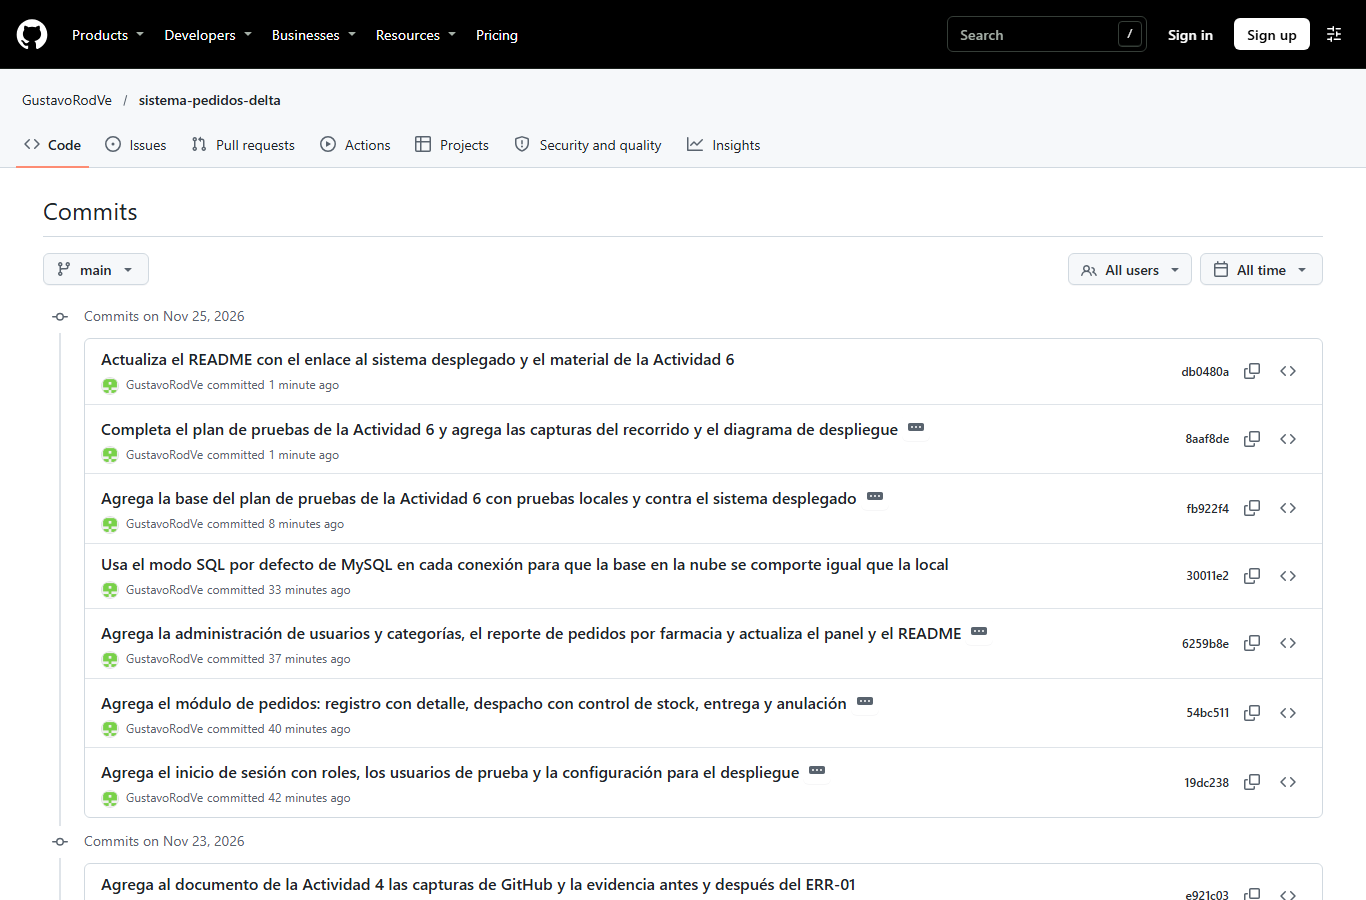 Products Developers Businesses Resources Pricing Search / Sign in Sign up
GustavoRodVe / sistema-pedidos-delta
Code Issues Pull requests Actions Projects Security and quality Insights
Commits
main All users All time
Commits on Nov 25, 2026
Actualiza el README con el enlace al sistema desplegado y el material de la Actividad 6
GustavoRodVe committed 1 minute ago
db0480a
Completa el plan de pruebas de la Actividad 6 y agrega las capturas del recorrido y el diagrama de despliegue
GustavoRodVe committed 1 minute ago
8aaf8de
Agrega la base del plan de pruebas de la Actividad 6 con pruebas locales y contra el sistema desplegado
GustavoRodVe committed 8 minutes ago
fb922f4
Usa el modo SQL por defecto de MySQL en cada conexión para que la base en la nube se comporte igual que la local
GustavoRodVe committed 33 minutes ago
30011e2
Agrega la administración de usuarios y categorías, el reporte de pedidos por farmacia y actualiza el panel y el README
GustavoRodVe committed 37 minutes ago
6259b8e
Agrega el módulo de pedidos: registro con detalle, despacho con control de stock, entrega y anulación
GustavoRodVe committed 40 minutes ago
54bc511
Agrega el inicio de sesión con roles, los usuarios de prueba y la configuración para el despliegue
GustavoRodVe committed 42 minutes ago
19dc238
Commits on Nov 23, 2026
Agrega al documento de la Actividad 4 las capturas de GitHub y la evidencia antes y después del ERR-01
e921c03